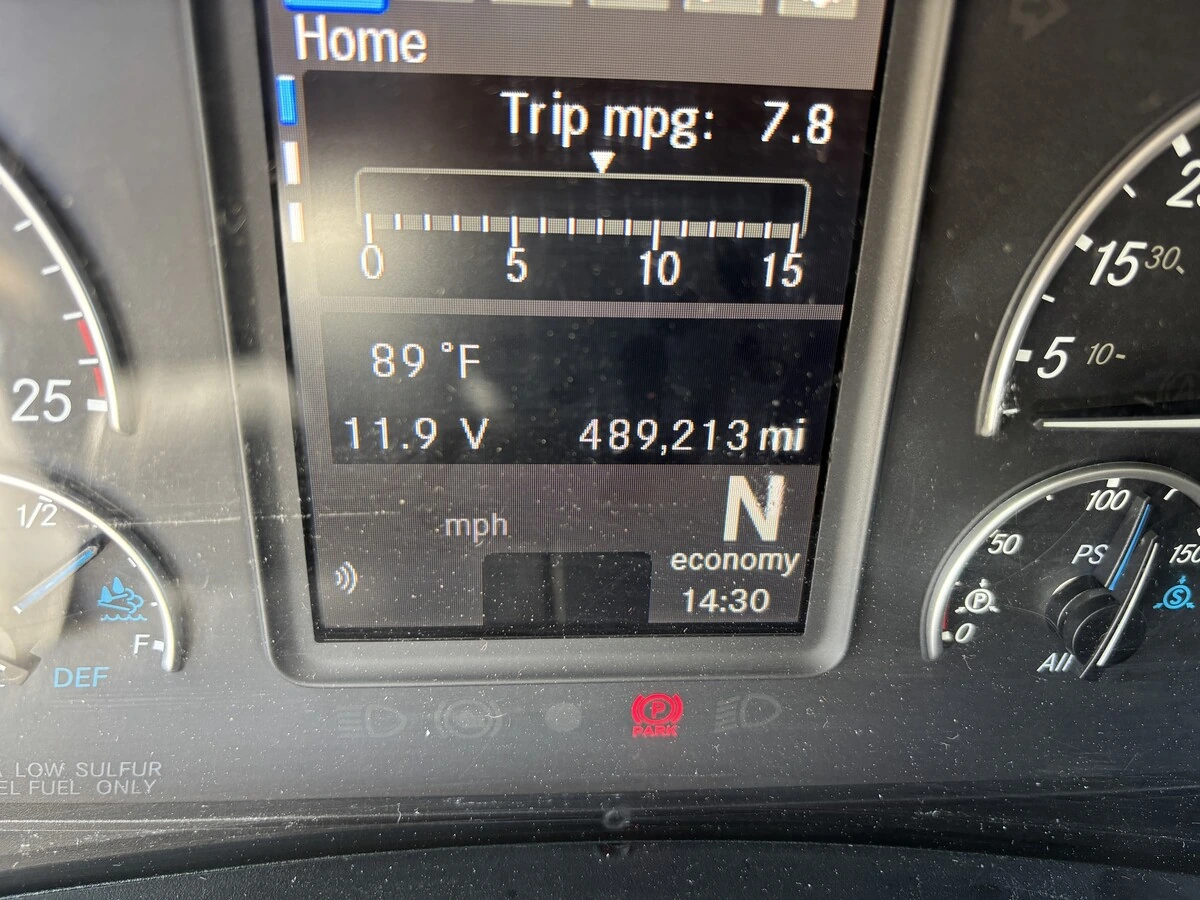 Home
Trip mpg: 7.8
0 5 10 15
89 °F
11.9 V 489,213 mi
mph
N
economy
14:30
25
1/2
F
DEF
LOW SULFUR
FUEL ONLY
P
PARK
15 30
5 10
50 100 150
PS
P
S
0